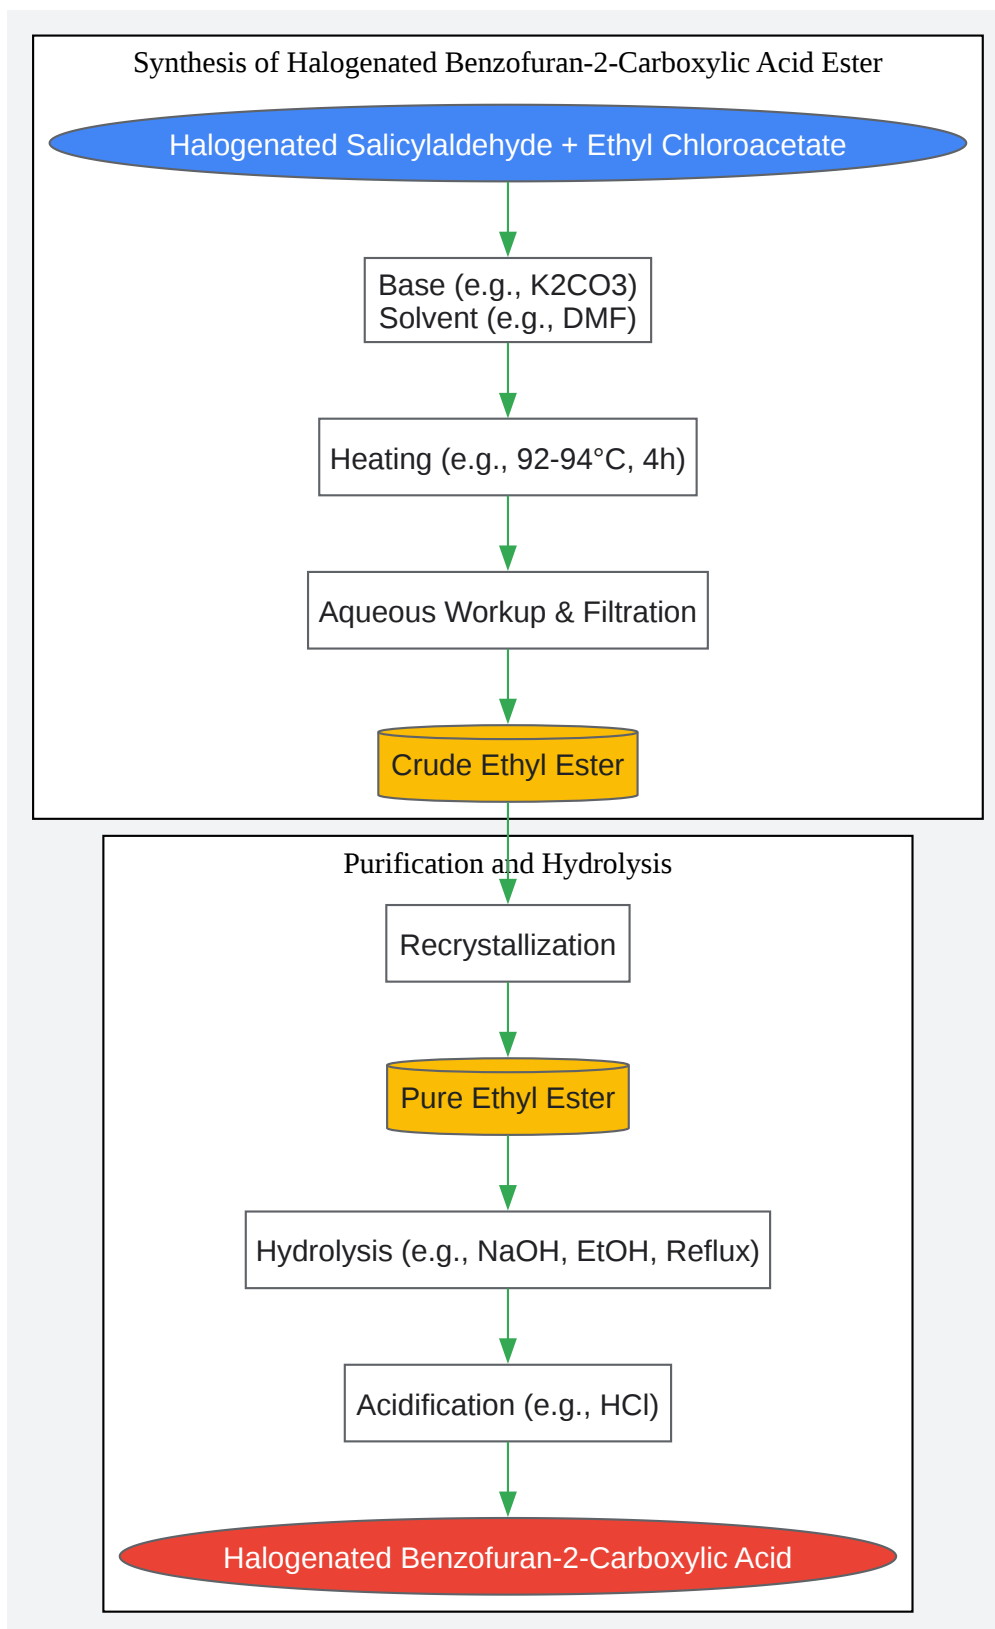 Synthesis of Halogenated Benzofuran-2-Carboxylic Acid Ester
Halogenated Salicylaldehyde + Ethyl Chloroacetate
Base (e.g., K2CO3)
Solvent (e.g., DMF)
Heating (e.g., 92-94°C, 4h)
Aqueous Workup & Filtration
Crude Ethyl Ester
Purification and Hydrolysis
Recrystallization
Pure Ethyl Ester
Hydrolysis (e.g., NaOH, EtOH, Reflux)
Acidification (e.g., HCl)
Halogenated Benzofuran-2-Carboxylic Acid